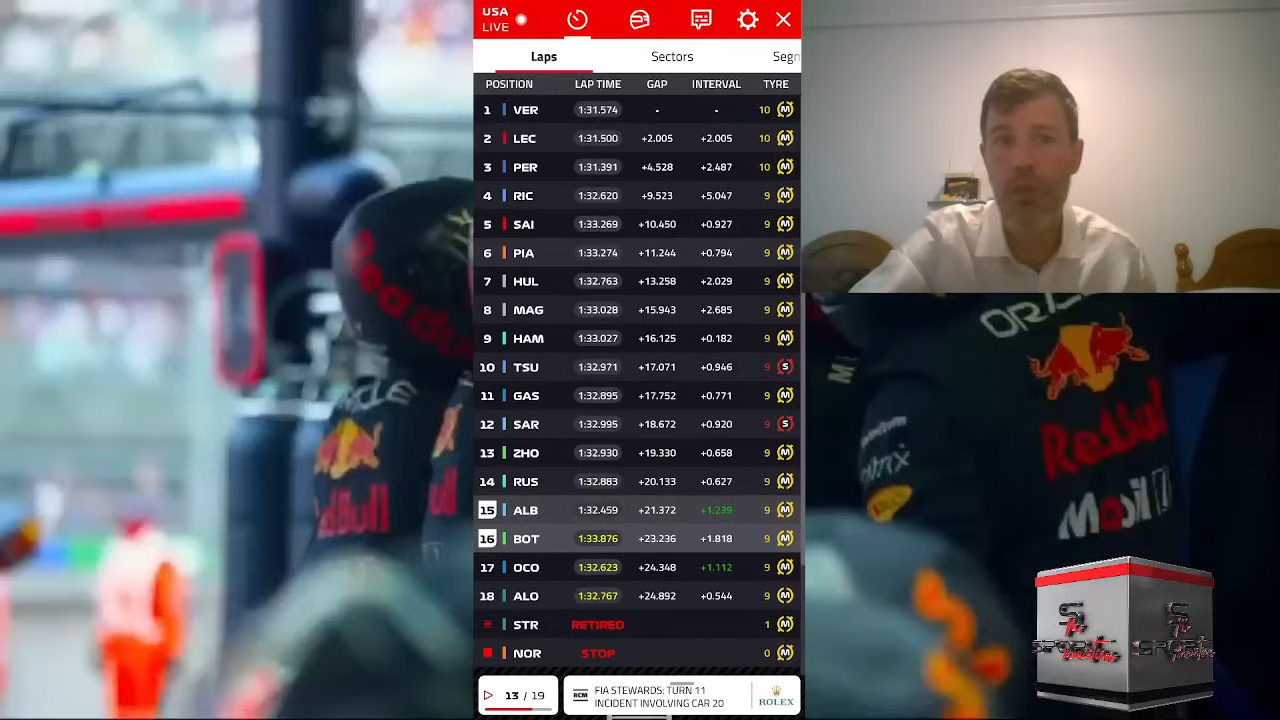 USA
LIVE
Laps Sectors Segn
POSITION LAP TIME GAP INTERVAL TYRE
1 VER 1:31.574 - - 10 M
2 LEC 1:31.500 +2.005 +2.005 10 M
3 PER 1:31.391 +4.528 +2.487 10 M
4 RIC 1:32.620 +9.523 +5.047 9 M
5 SAI 1:33.269 +10.450 +0.927 9 M
6 PIA 1:33.274 +11.244 +0.794 9 M
7 HUL 1:32.763 +13.258 +2.029 9 M
8 MAG 1:33.028 +15.943 +2.685 9 M
9 HAM 1:33.027 +16.125 +0.182 9 M
10 TSU 1:32.971 +17.071 +0.946 9 S
11 GAS 1:32.895 +17.752 +0.771 9 M
12 SAR 1:32.995 +18.672 +0.920 9 S
13 ZHO 1:32.930 +19.330 +0.658 9 M
14 RUS 1:32.883 +20.133 +0.627 9 M
15 ALB 1:32.459 +21.372 +1.239 9 M
16 BOT 1:33.876 +23.236 +1.818 9 M
17 OCO 1:32.623 +24.348 +1.112 9 M
18 ALO 1:32.767 +24.892 +0.544 9 M
STR RETIRED 1 M
NOR STOP 0 M
13 / 19
RCM FIA STEWARDS: TURN 11
INCIDENT INVOLVING CAR 20
ROLEX
ORACLE
RedBull
Mobil 1